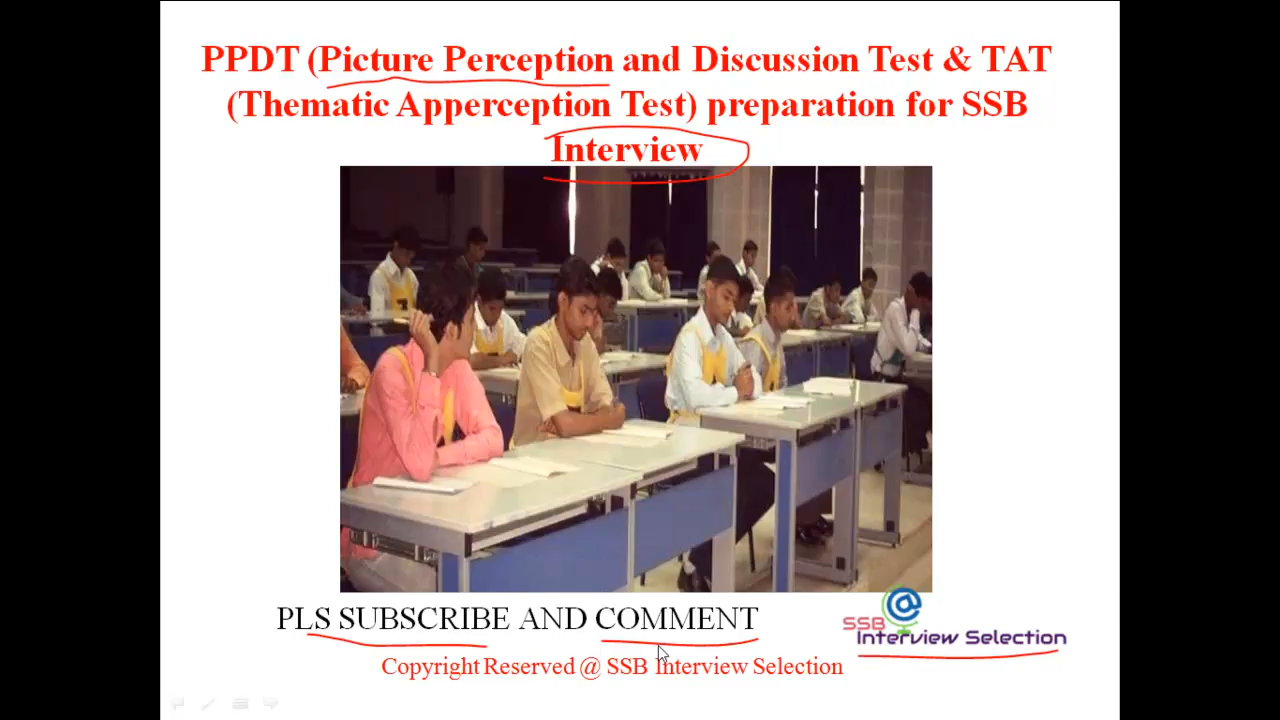 PPDT (Picture Perception and Discussion Test & TAT
(Thematic Apperception Test) preparation for SSB
Interview
PLS SUBSCRIBE AND COMMENT
SSB
Interview Selection
Copyright Reserved @ SSB Interview Selection